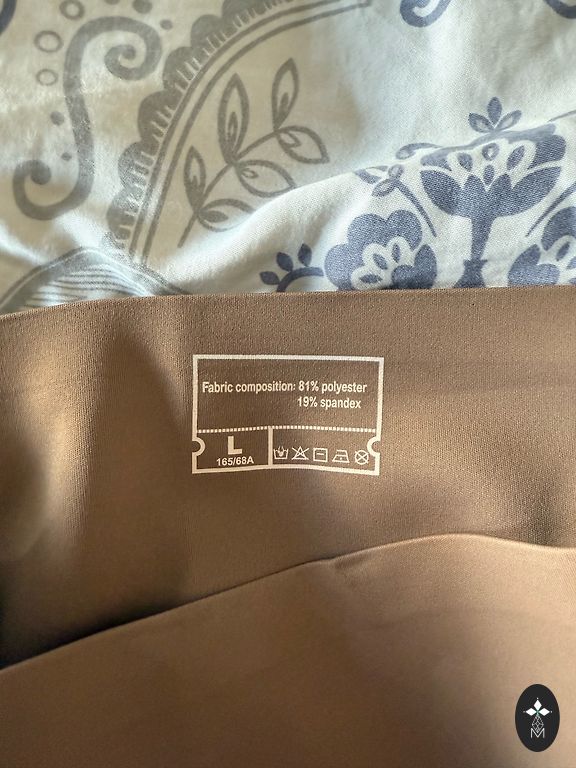 Fabric composition: 81% polyester
19% spandex
L
165/68A
M